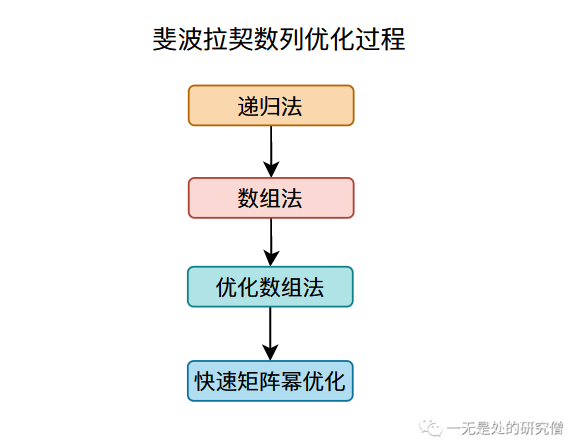 斐波拉契数列优化过程
递归法
数组法
优化数组法
快速矩阵幂优化
一无是处的研究僧